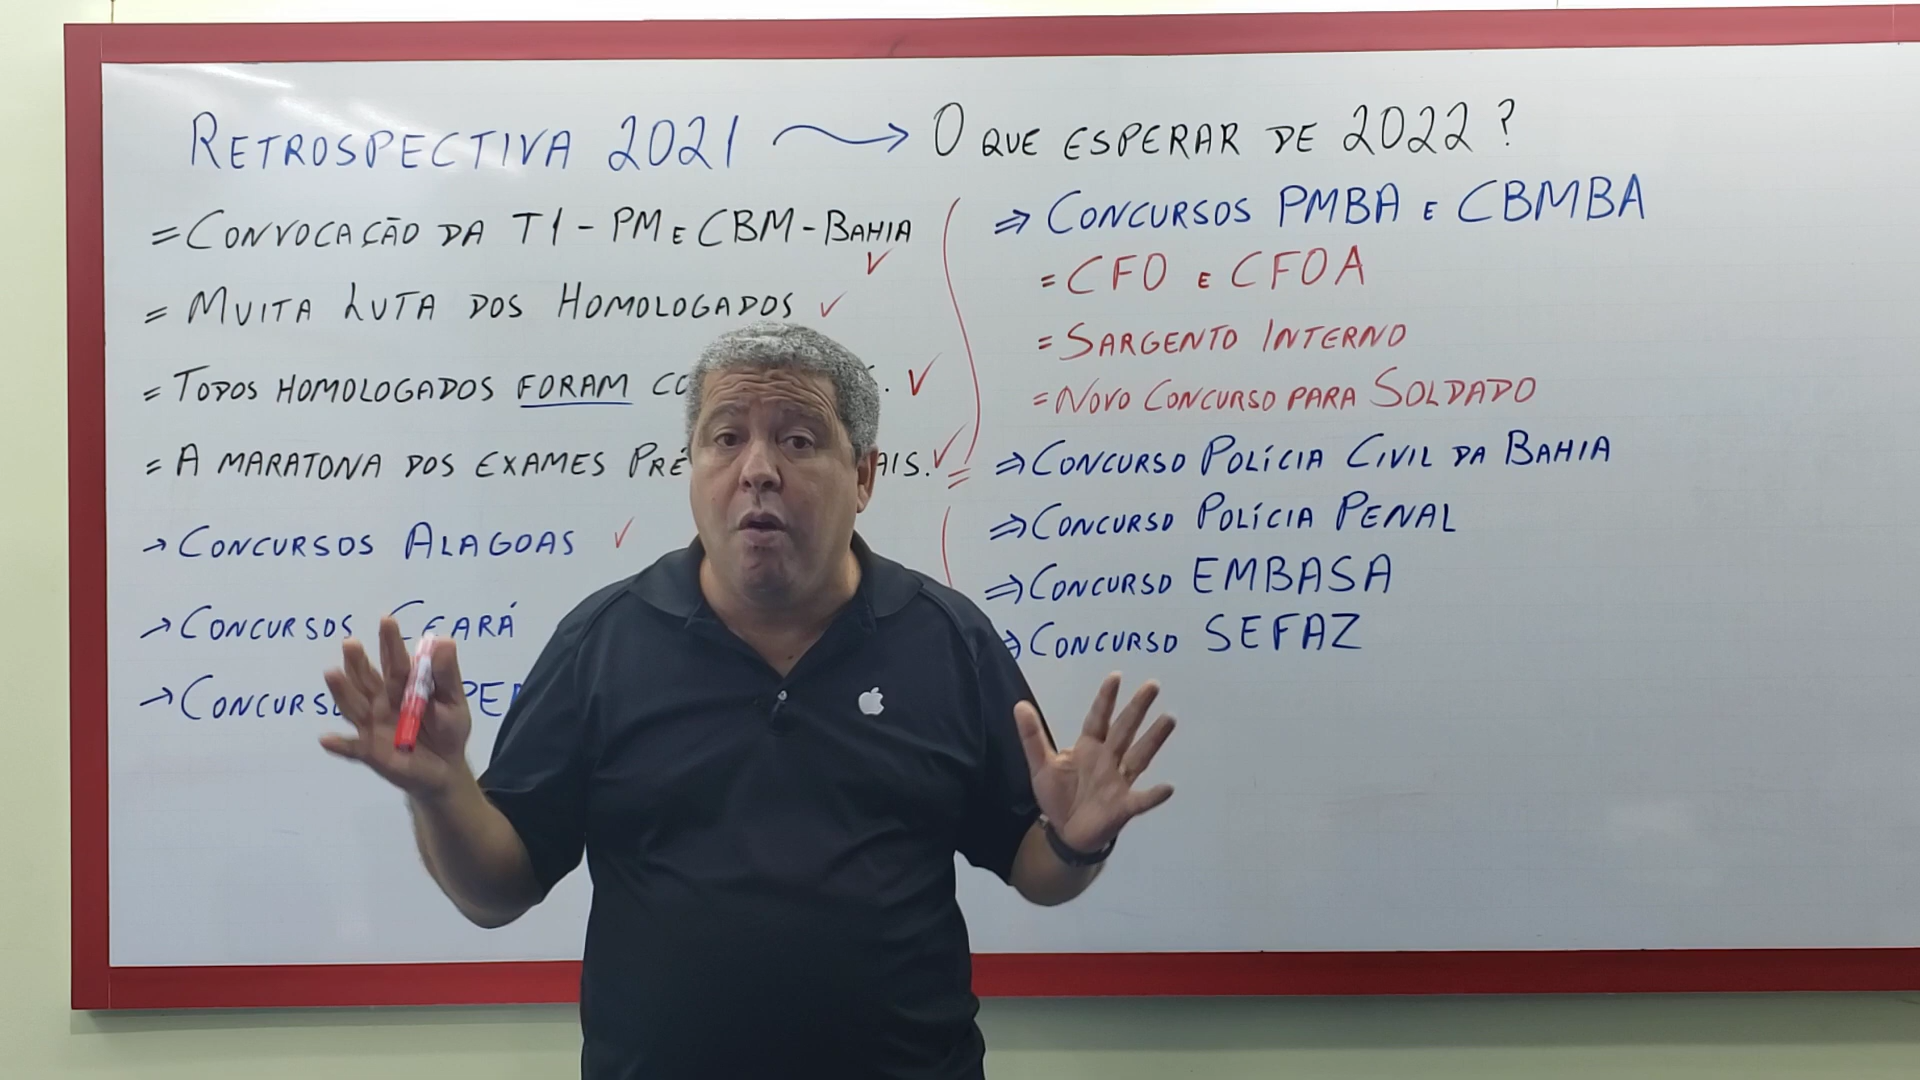 RETROSPECTIVA 2021 → O QUE ESPERAR DE 2022?
= CONVOCAÇÃO DA T1 - PM E CBM - BAHIA ✓
= MUITA LUTA DOS HOMOLOGADOS ✓
= TODOS HOMOLOGADOS FORAM ✓
= A MARATONA DOS EXAMES ✓
→ CONCURSOS ALAGOAS ✓
→ CONCURSOS CEARÁ
→
⇒ CONCURSOS PMBA E CBMBA
= CFO E CFOA
= SARGENTO INTERNO
= NOVO CONCURSO PARA SOLDADO
⇒ CONCURSO POLÍCIA CIVIL DA BAHIA
⇒ CONCURSO POLÍCIA PENAL
⇒ CONCURSO EMBASA
⇒ CONCURSO SEFAZ